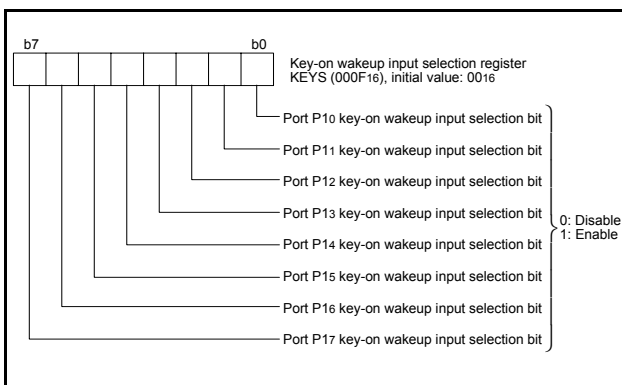 b7 b0
Key-on wakeup input selection register
KEYS (000F16), initial value: 0016
Port P10 key-on wakeup input selection bit
Port P11 key-on wakeup input selection bit
Port P12 key-on wakeup input selection bit
Port P13 key-on wakeup input selection bit
Port P14 key-on wakeup input selection bit
Port P15 key-on wakeup input selection bit
Port P16 key-on wakeup input selection bit
Port P17 key-on wakeup input selection bit
0: Disable
1: Enable